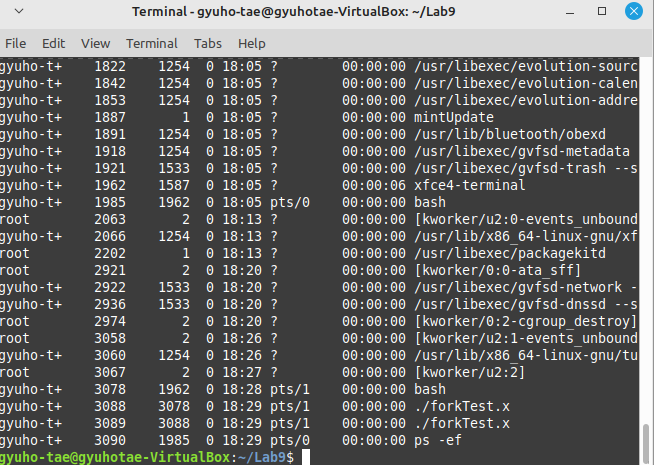 Terminal - gyuho-tae@gyuhotae-VirtualBox: ~/Lab9
File Edit View Terminal Tabs Help
gyuho-t+ 1822 1254 0 18:05 ? 00:00:00 /usr/libexec/evolution-sourc
gyuho-t+ 1842 1254 0 18:05 ? 00:00:00 /usr/libexec/evolution-calen
gyuho-t+ 1853 1254 0 18:05 ? 00:00:00 /usr/libexec/evolution-addre
gyuho-t+ 1887 1 0 18:05 ? 00:00:00 mintUpdate
gyuho-t+ 1891 1254 0 18:05 ? 00:00:00 /usr/lib/bluetooth/obexd
gyuho-t+ 1918 1254 0 18:05 ? 00:00:00 /usr/libexec/gvfsd-metadata
gyuho-t+ 1921 1533 0 18:05 ? 00:00:00 /usr/libexec/gvfsd-trash --s
gyuho-t+ 1962 1587 0 18:05 ? 00:00:06 xfce4-terminal
gyuho-t+ 1985 1962 0 18:05 pts/0 00:00:00 bash
root 2063 2 0 18:13 ? 00:00:00 [kworker/u2:0-events_unbound
gyuho-t+ 2066 1254 0 18:13 ? 00:00:00 /usr/lib/x86_64-linux-gnu/xf
root 2202 1 0 18:13 ? 00:00:00 /usr/libexec/packagekitd
root 2921 2 0 18:20 ? 00:00:00 [kworker/0:0-ata_sff]
gyuho-t+ 2922 1533 0 18:20 ? 00:00:00 /usr/libexec/gvfsd-network -
gyuho-t+ 2936 1533 0 18:20 ? 00:00:00 /usr/libexec/gvfsd-dnssd --s
root 2974 2 0 18:20 ? 00:00:00 [kworker/0:2-cgroup_destroy]
root 3058 2 0 18:26 ? 00:00:00 [kworker/u2:1-events_unbound
gyuho-t+ 3060 1254 0 18:26 ? 00:00:00 /usr/lib/x86_64-linux-gnu/tu
root 3067 2 0 18:27 ? 00:00:00 [kworker/u2:2]
gyuho-t+ 3078 1962 0 18:28 pts/1 00:00:00 bash
gyuho-t+ 3088 3078 0 18:29 pts/1 00:00:00 ./forkTest.x
gyuho-t+ 3089 3088 0 18:29 pts/1 00:00:00 ./forkTest.x
gyuho-t+ 3090 1985 0 18:29 pts/0 00:00:00 ps -ef
gyuho-tae@gyuhotae-VirtualBox:~/Lab9$